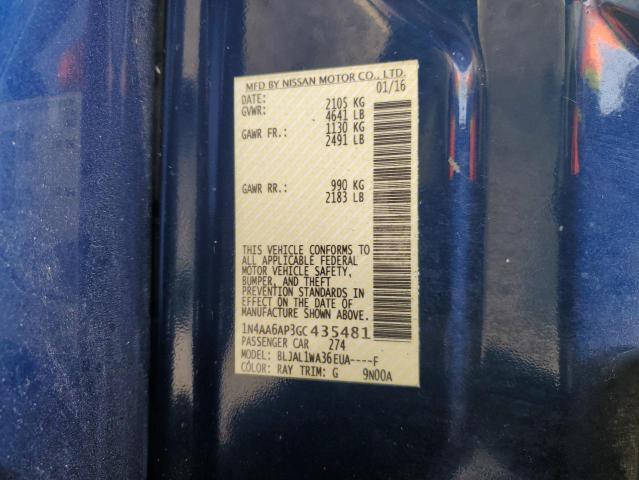 MFD BY NISSAN MOTOR CO., LTD.
DATE: 01/16
GVWR: 2105 KG
4641 LB
GAWR FR.: 1130 KG
2491 LB
GAWR RR.: 990 KG
2183 LB
THIS VEHICLE CONFORMS TO
ALL APPLICABLE FEDERAL
MOTOR VEHICLE SAFETY,
BUMPER, AND THEFT
PREVENTION STANDARDS IN
EFFECT ON THE DATE OF
MANUFACTURE SHOWN ABOVE.
1N4AA6AP3GC435481
PASSENGER CAR 274
MODEL: BLJAL1WA36EUA----F
COLOR: RAY TRIM: G 9N00A